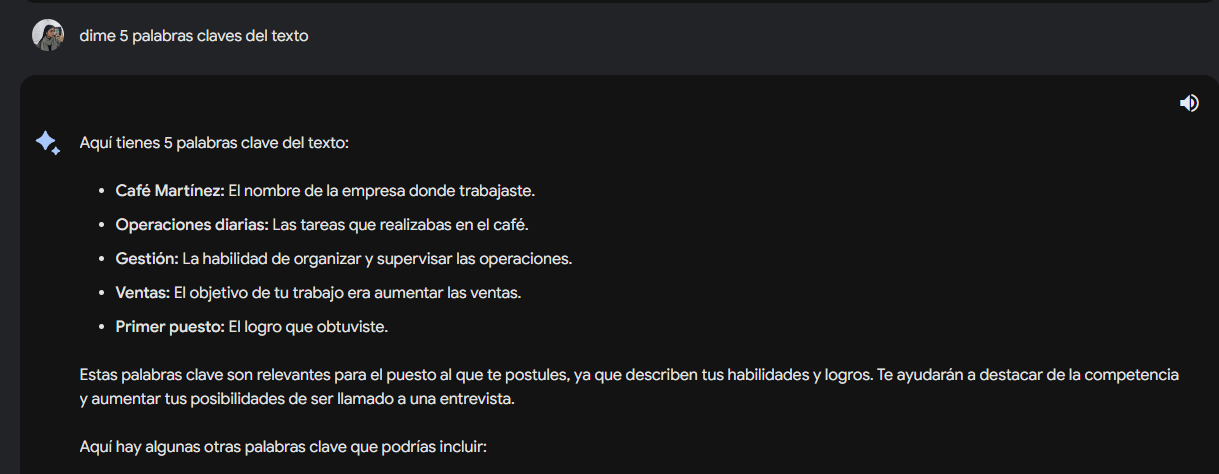 dime 5 palabras claves del texto
Aquí tienes 5 palabras clave del texto:
• Café Martínez: El nombre de la empresa donde trabajaste.
• Operaciones diarias: Las tareas que realizabas en el café.
• Gestión: La habilidad de organizar y supervisar las operaciones.
• Ventas: El objetivo de tu trabajo era aumentar las ventas.
• Primer puesto: El logro que obtuviste.
Estas palabras clave son relevantes para el puesto al que te postules, ya que describen tus habilidades y logros. Te ayudarán a destacar de la competencia
y aumentar tus posibilidades de ser llamado a una entrevista.
Aquí hay algunas otras palabras clave que podrías incluir: